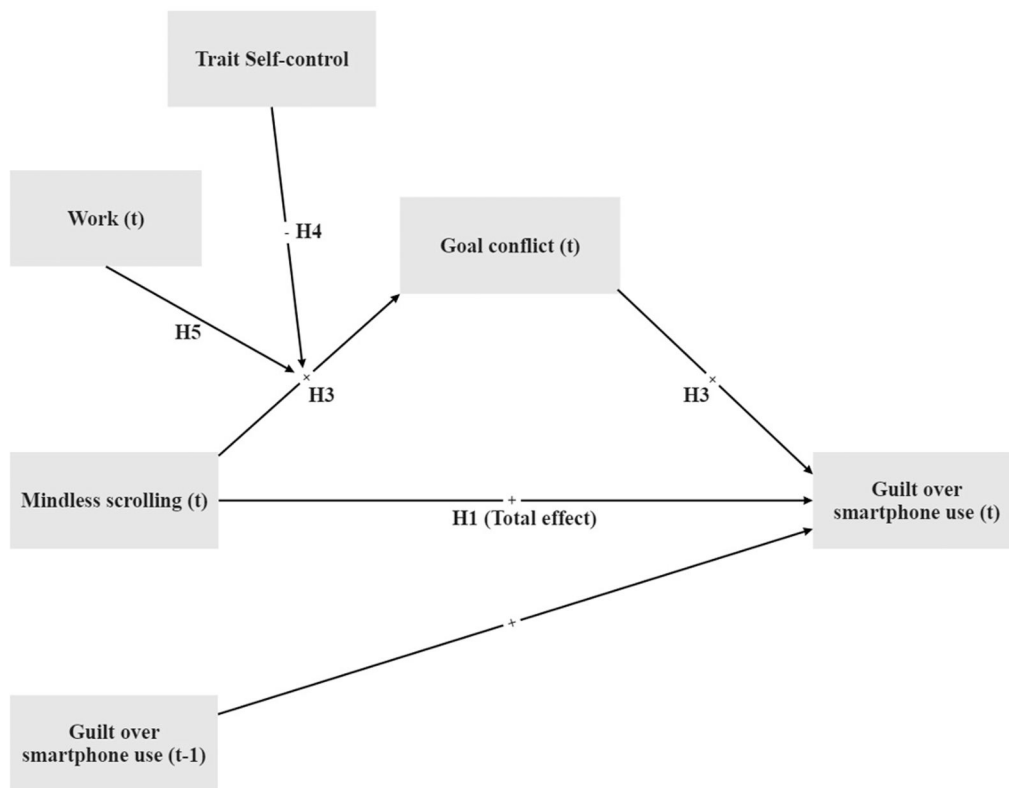 Trait Self-control
Work (t)
- H4
Goal conflict (t)
H5
×
H3
×
H3
Mindless scrolling (t)
+
H1 (Total effect)
Guilt over
smartphone use (t)
+
Guilt over
smartphone use (t-1)